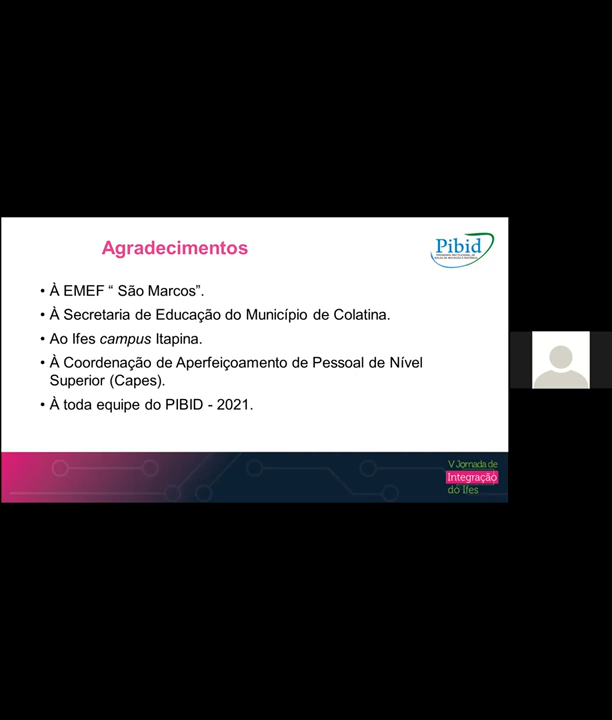 Agradecimentos
Pibid
• À EMEF “ São Marcos”.
• À Secretaria de Educação do Município de Colatina.
• Ao Ifes campus Itapina.
• À Coordenação de Aperfeiçoamento de Pessoal de Nível
Superior (Capes).
• À toda equipe do PIBID - 2021.
V Jornada de
Integração
do Ifes